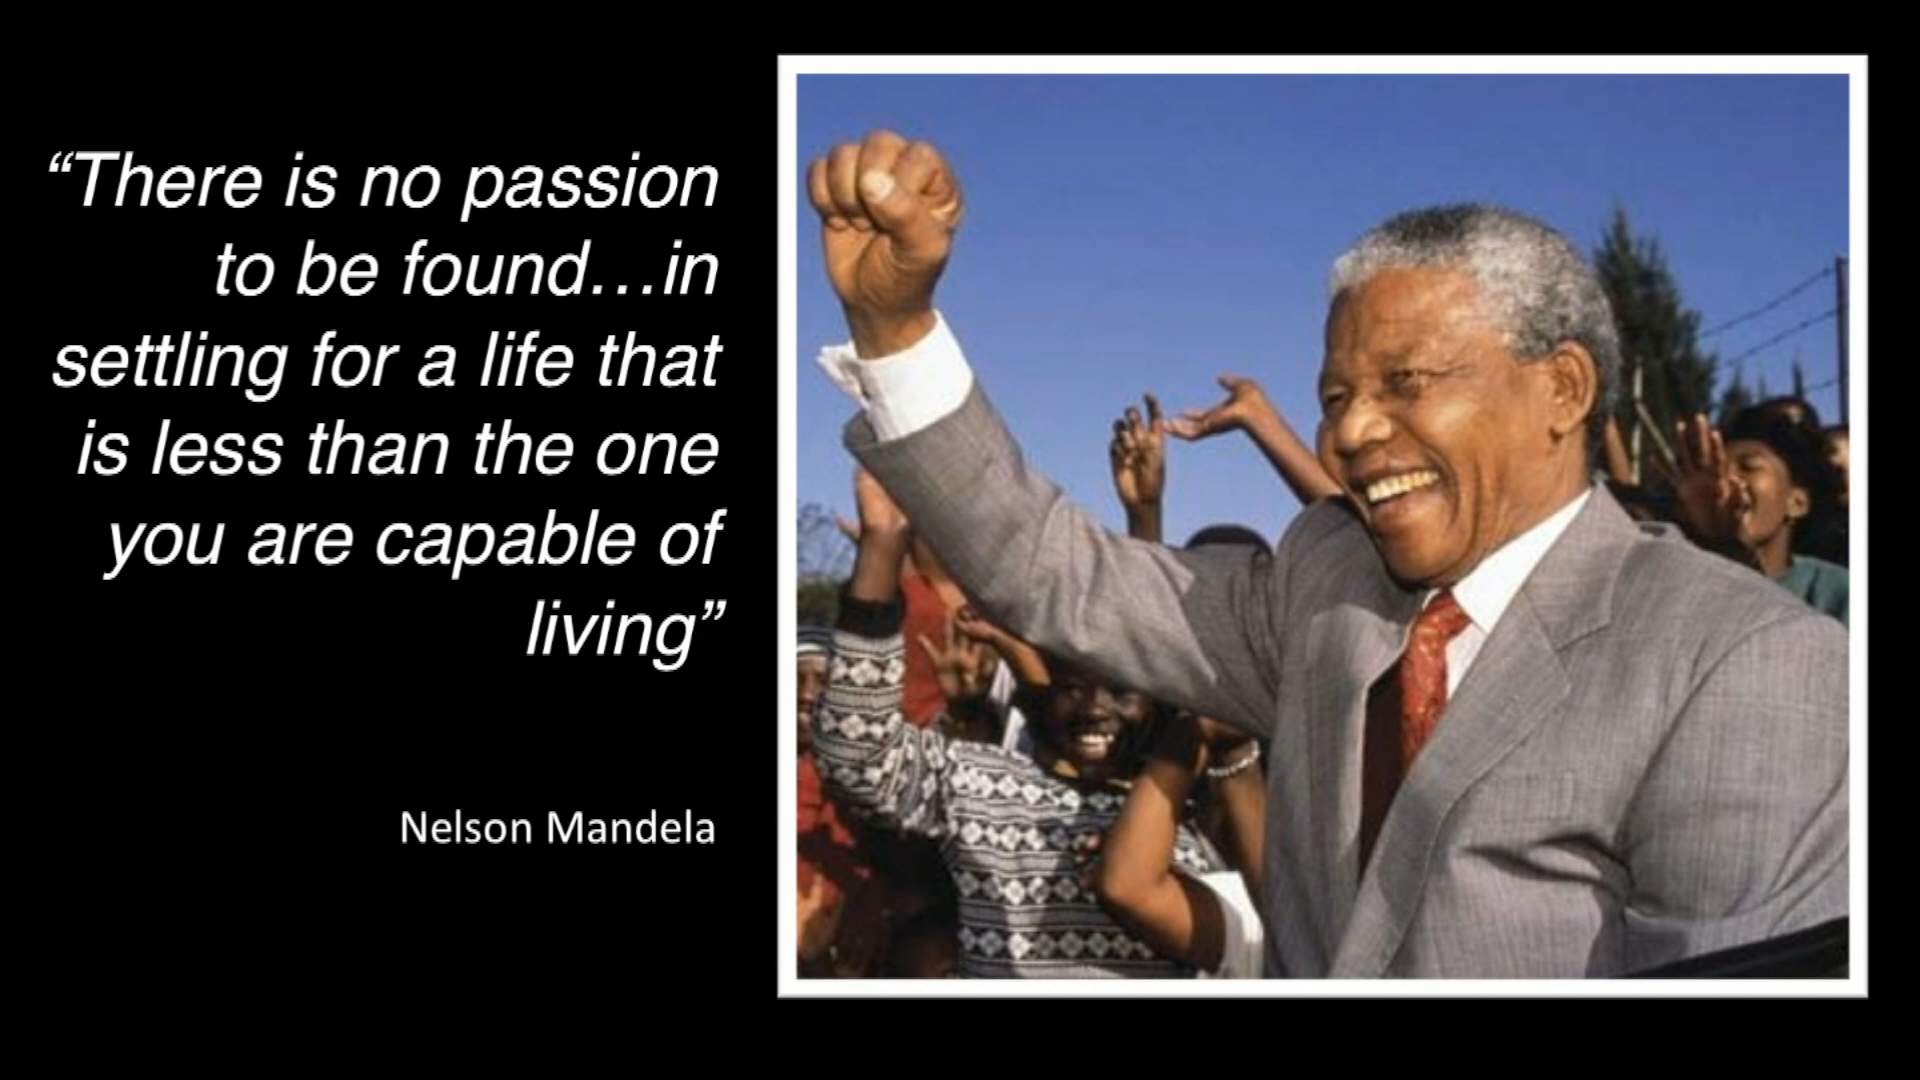 “There is no passion
to be found…in
settling for a life that
is less than the one
you are capable of
living”
Nelson Mandela